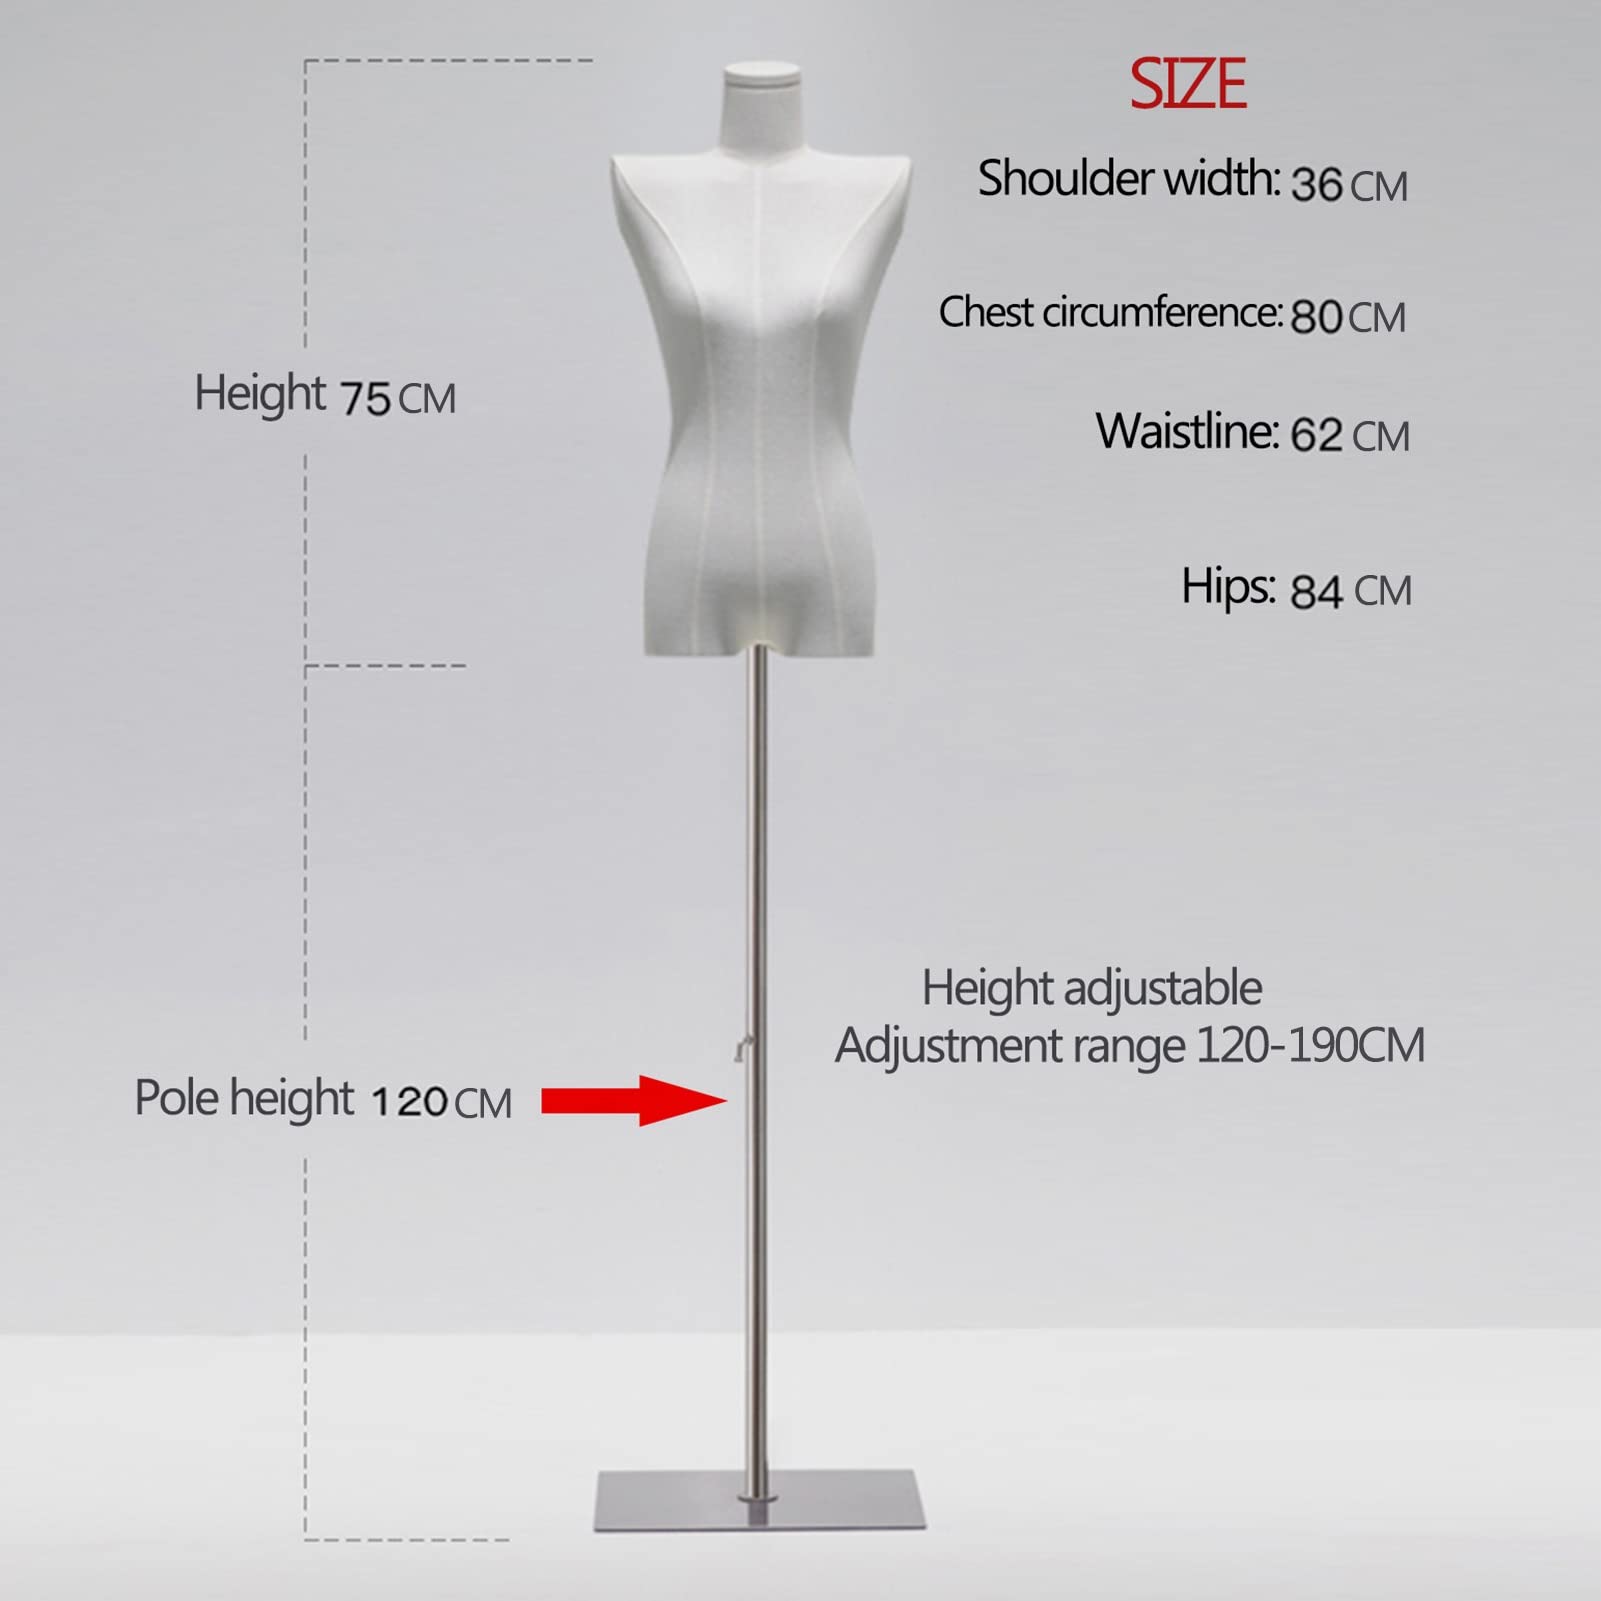 SIZE
Shoulder width: 36 CM
Chest circumference: 80 CM
Height 75 CM
Waistline: 62 CM
Hips: 84 CM
Height adjustable
Adjustment range 120-190CM
Pole height 120 CM